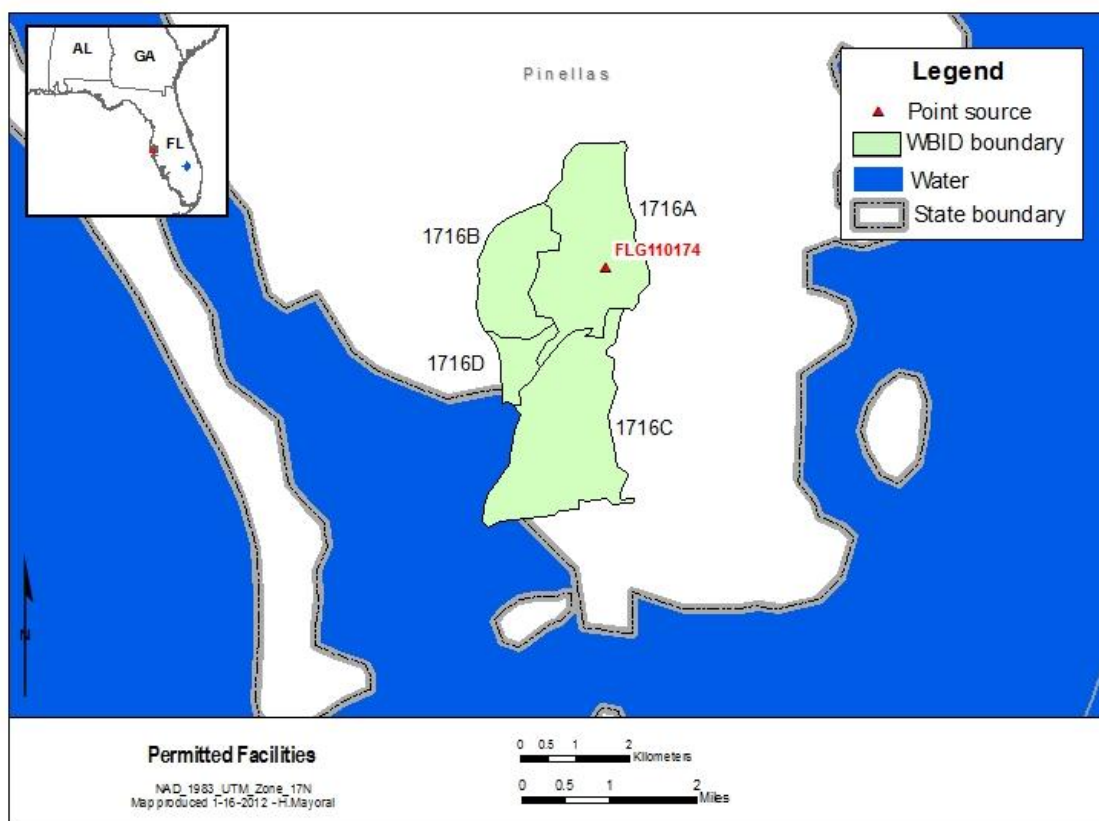 AL
GA
FL
Pinellas
Legend
Point source
WBID boundary
Water
State boundary
1716A
1716B
FLG110174
1716D
1716C
N
Permitted Facilities
NAD_1983_UTM_Zone_17N
Map produced 1-16-2012 - H.Mayoral
0 0.5 1 2
Kilometers
0 0.5 1 2
Miles